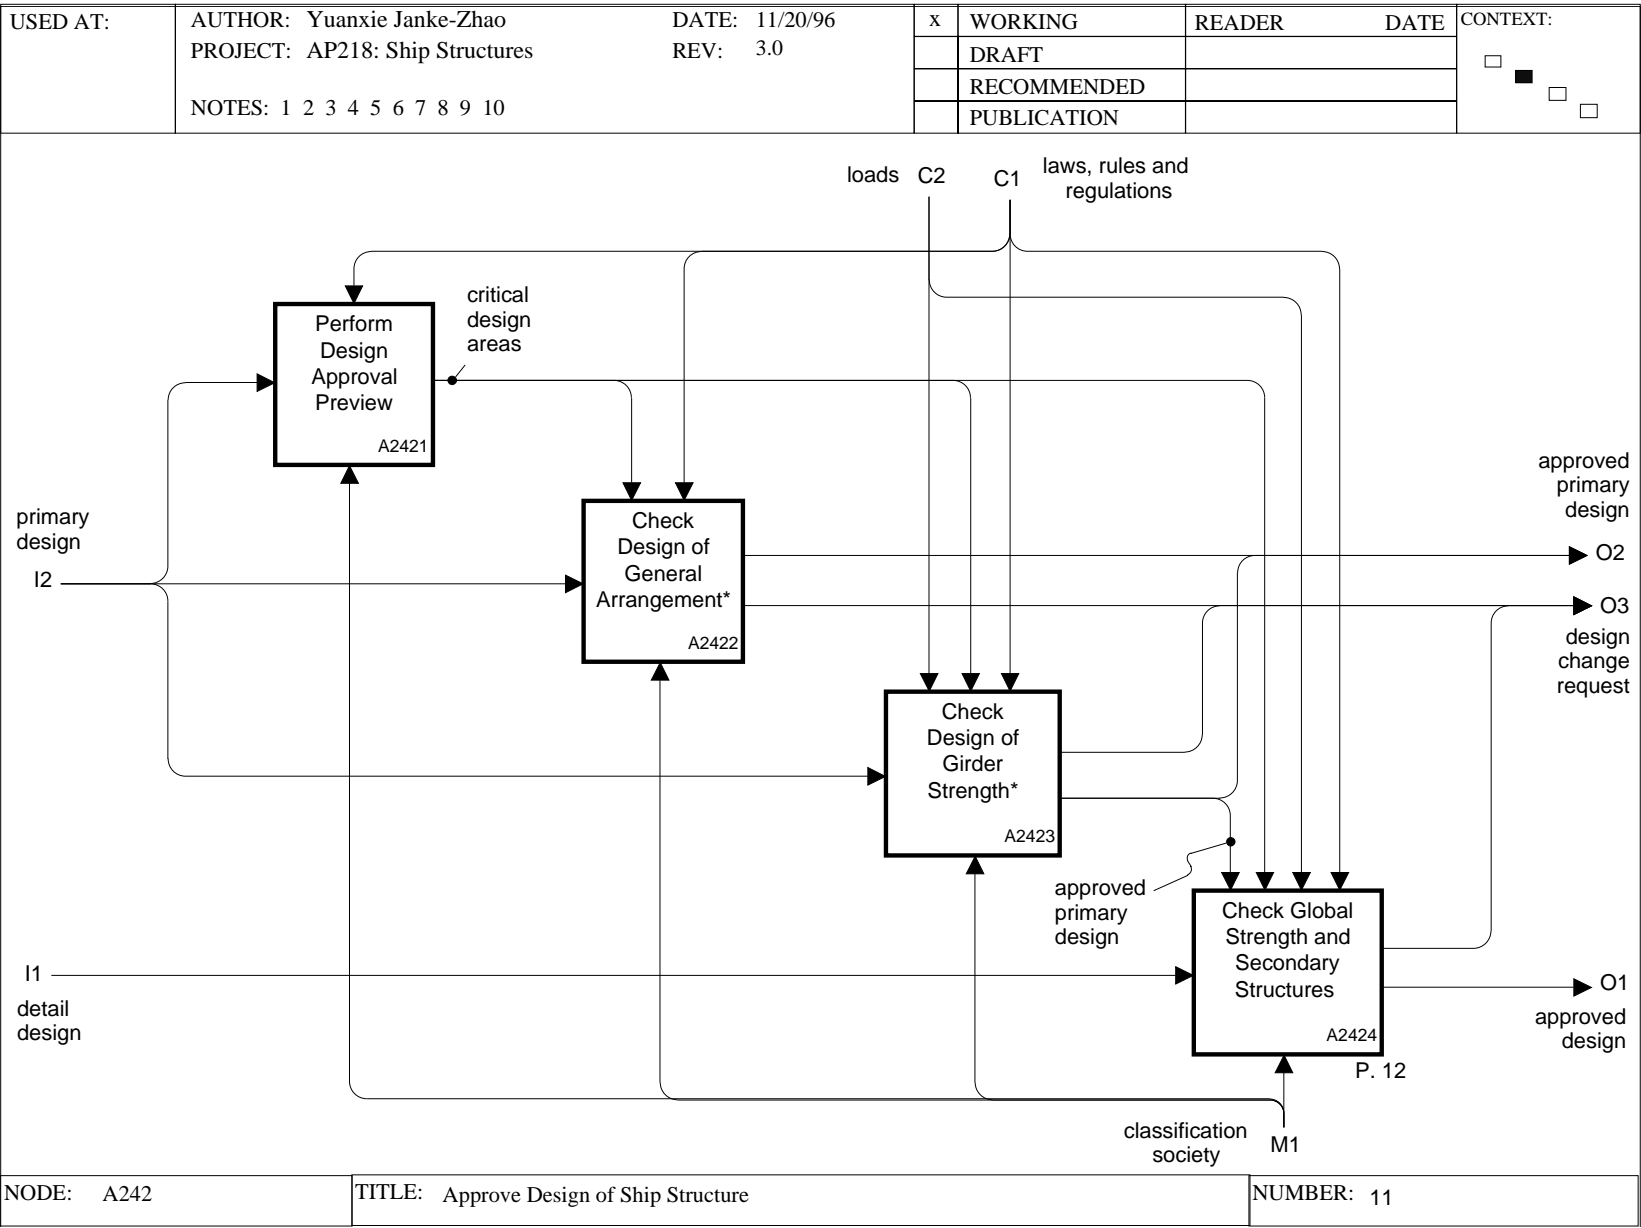 USED AT:
AUTHOR: Yuanxie Janke-Zhao
DATE: 11/20/96
x WORKING
READER DATE
CONTEXT:
PROJECT: AP218: Ship Structures
REV: 3.0
DRAFT
RECOMMENDED
NOTES: 1 2 3 4 5 6 7 8 9 10
PUBLICATION
loads C2
C1
laws, rules and
regulations
critical
design
areas
Perform
Design
Approval
Preview
A2421
primary
design
I2
Check
Design of
General
Arrangement*
A2422
approved
primary
design
O2
O3
design
change
request
Check
Design of
Girder
Strength*
A2423
approved
primary
design
Check Global
Strength and
Secondary
Structures
A2424
P. 12
I1
detail
design
O1
approved
design
classification
society
M1
NODE: A242
TITLE: Approve Design of Ship Structure
NUMBER: 11